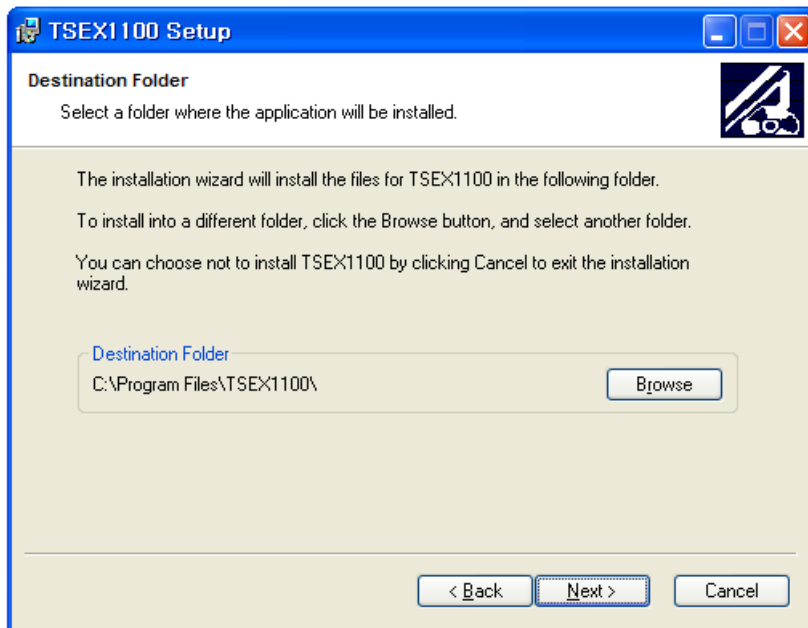 TSEX1100 Setup
Destination Folder
Select a folder where the application will be installed.
The installation wizard will install the files for TSEX1100 in the following folder.
To install into a different folder, click the Browse button, and select another folder.
You can choose not to install TSEX1100 by clicking Cancel to exit the installation
wizard.
Destination Folder
C:\Program Files\TSEX1100\
Browse
< Back
Next >
Cancel